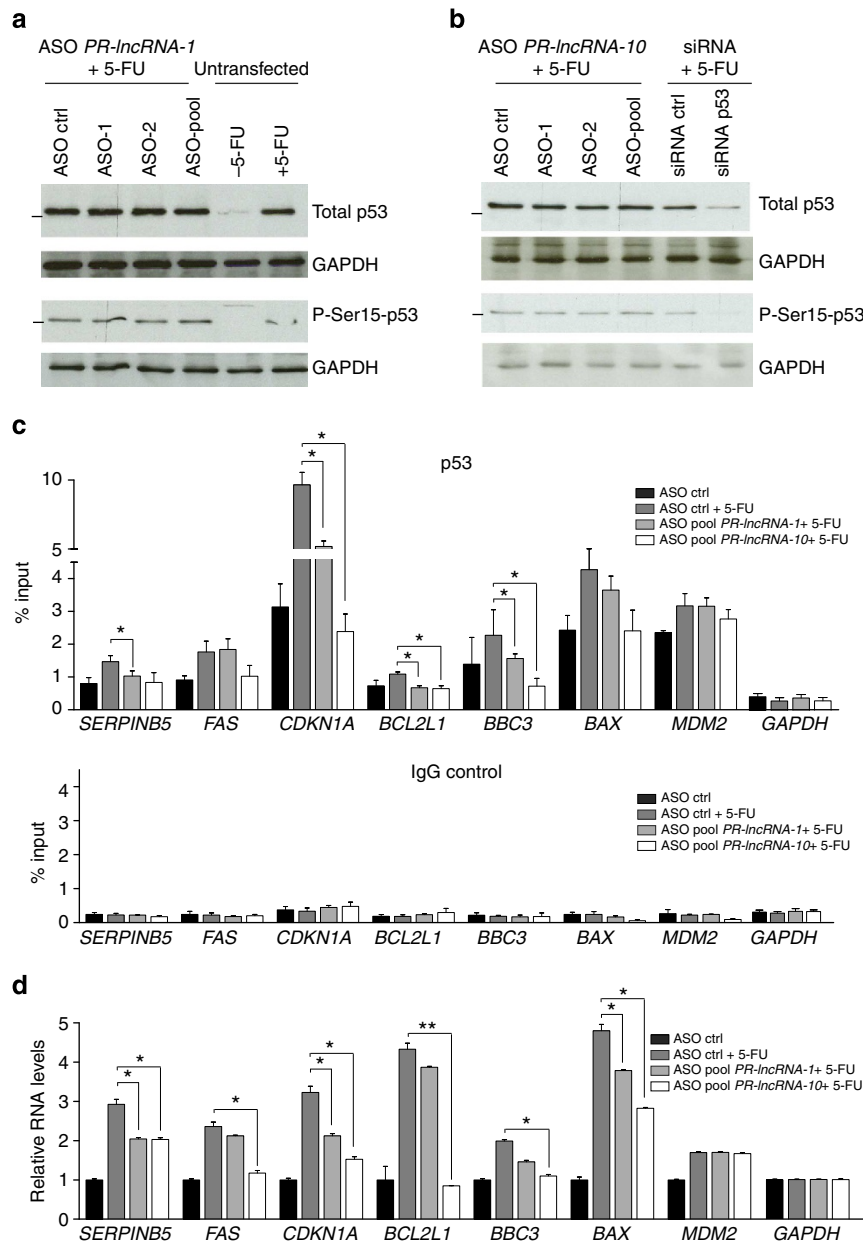 a
ASO PR-lncRNA-1
+ 5-FU
Untransfected
ASO ctrl
ASO-1
ASO-2
ASO-pool
–5-FU
+5-FU
Total p53
GAPDH
P-Ser15-p53
GAPDH
b
ASO PR-lncRNA-10
+ 5-FU
siRNA
+ 5-FU
ASO ctrl
ASO-1
ASO-2
ASO-pool
siRNA ctrl
siRNA p53
Total p53
GAPDH
P-Ser15-p53
GAPDH
c
p53
% input
10
5
4
3
2
1
0
* * * * * * *
ASO ctrl
ASO ctrl + 5-FU
ASO pool PR-lncRNA-1+ 5-FU
ASO pool PR-lncRNA-10+ 5-FU
SERPINB5 FAS CDKN1A BCL2L1 BBC3 BAX MDM2 GAPDH
IgG control
% input
4
3
2
1
0
ASO ctrl
ASO ctrl + 5-FU
ASO pool PR-lncRNA-1+ 5-FU
ASO pool PR-lncRNA-10+ 5-FU
SERPINB5 FAS CDKN1A BCL2L1 BBC3 BAX MDM2 GAPDH
d
Relative RNA levels
5
4
3
2
1
0
* * * * * ** * * *
ASO ctrl
ASO ctrl + 5-FU
ASO pool PR-lncRNA-1+ 5-FU
ASO pool PR-lncRNA-10+ 5-FU
SERPINB5 FAS CDKN1A BCL2L1 BBC3 BAX MDM2 GAPDH